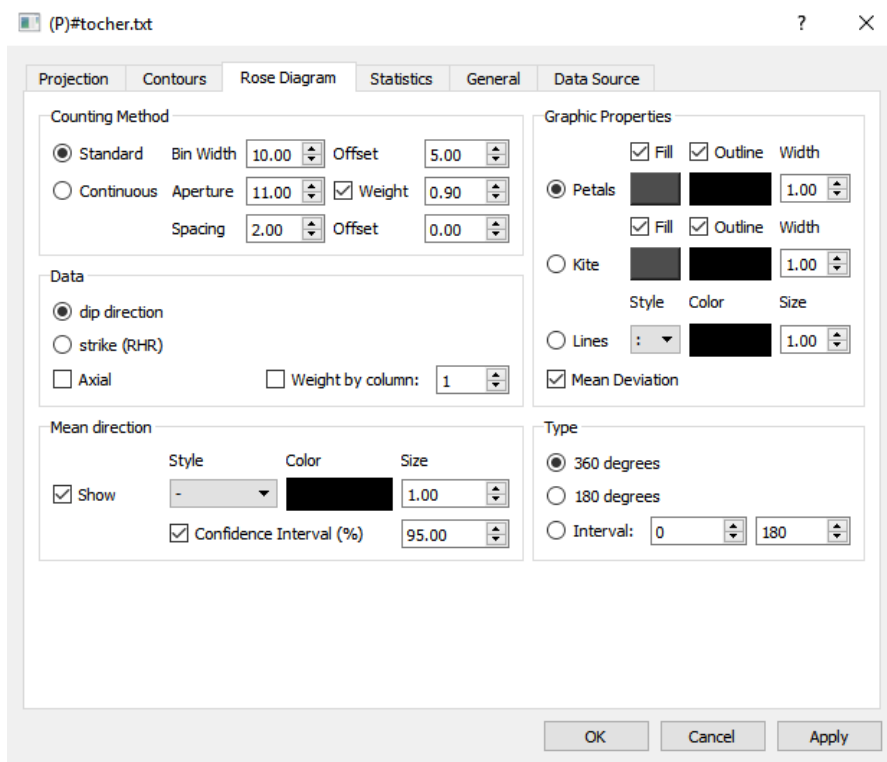 (P)#tocher.txt ? ×
Projection Contours Rose Diagram Statistics General Data Source
Counting Method
Standard Bin Width 10.00 Offset 5.00
Continuous Aperture 11.00 Weight 0.90
Spacing 2.00 Offset 0.00
Data
dip direction
strike (RHR)
Axial Weight by column: 1
Mean direction
Style Color Size
Show - 1.00
Confidence Interval (%) 95.00
Graphic Properties
Fill Outline Width
Petals 1.00
Fill Outline Width
Kite 1.00
Style Color Size
Lines : 1.00
Mean Deviation
Type
360 degrees
180 degrees
Interval: 0 180
OK Cancel Apply